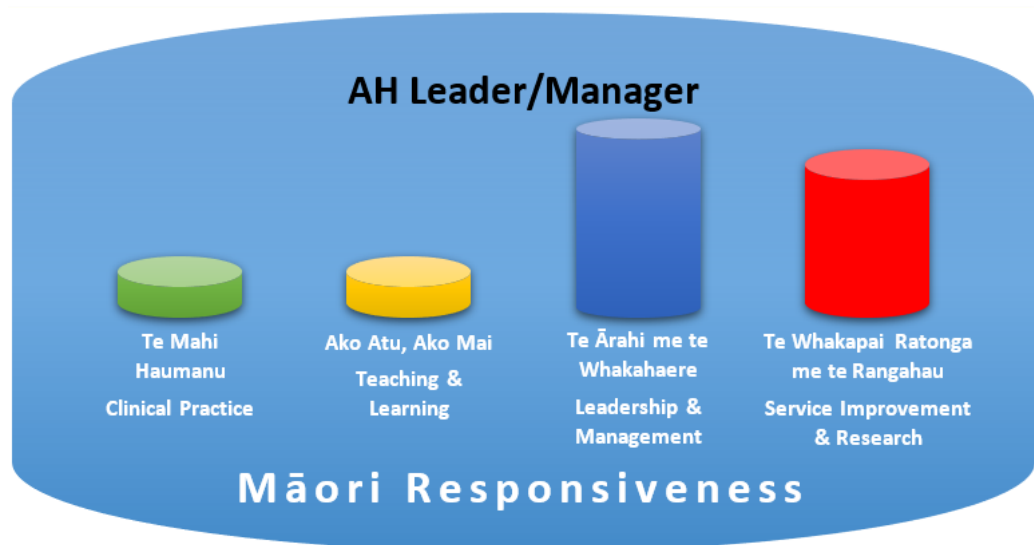 AH Leader/Manager
Te Mahi
Haumanu
Clinical Practice
Ako Atu, Ako Mai
Teaching &
Learning
Te Ārahi me te
Whakahaere
Leadership &
Management
Te Whakapai Ratonga
me te Rangahau
Service Improvement
& Research
Māori Responsiveness